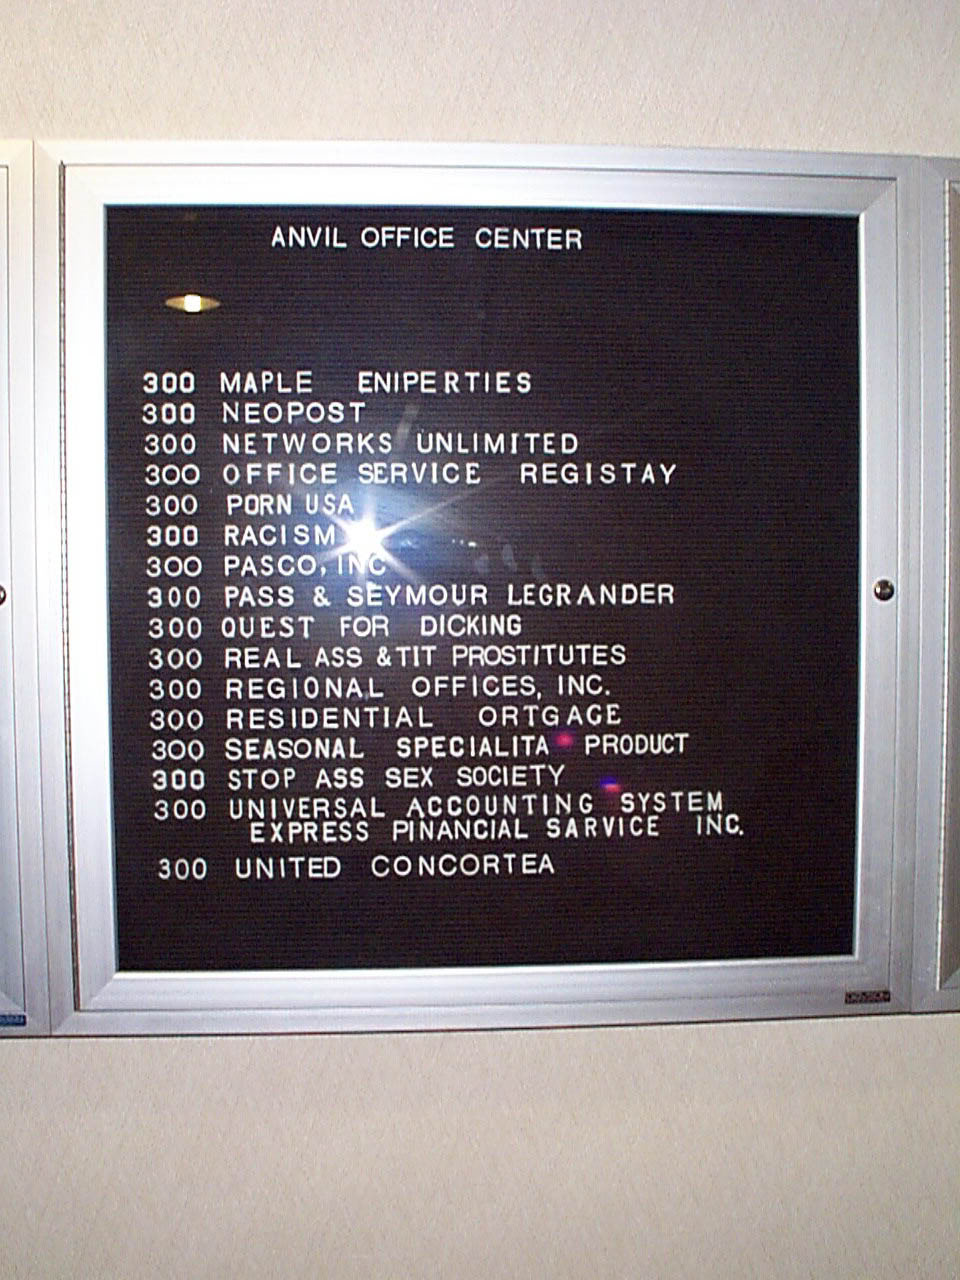 ANVIL OFFICE CENTER
300 MAPLE ENIPERTIES
300 NEOPOST
300 NETWORKS UNLIMITED
300 OFFICE SERVICE REGISTAY
300 PORN USA
300 RACISM
300 PASCO, INC
300 PASS & SEYMOUR LEGRANDER
300 QUEST FOR DICKING
300 REAL ASS & TIT PROSTITUTES
300 REGIONAL OFFICES, INC.
300 RESIDENTIAL ORTGAGE
300 SEASONAL SPECIALITA PRODUCT
300 STOP ASS SEX SOCIETY
300 UNIVERSAL ACCOUNTING SYSTEM
EXPRESS PINANCIAL SARVICE INC.
300 UNITED CONCORTEA